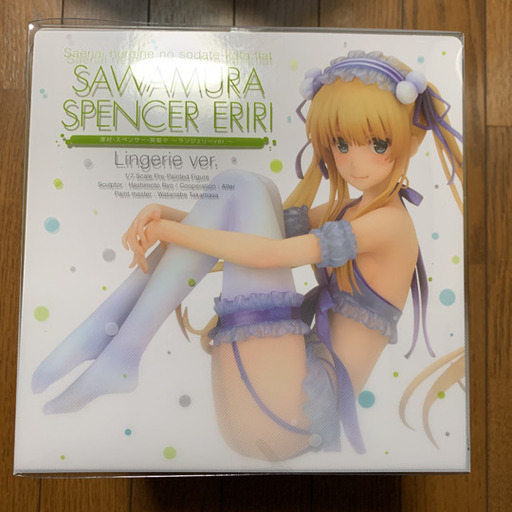 Saenai heroine no sodate-kata flat
SAWAMURA
SPENCER ERIRI
澤村・スペンサー・英梨々 ～ランジェリーver.～
Lingerie ver.
1/7 Scale Pre-Painted Figure
Sculptor : Hashimoto Ryo / Cooperation : Alter
Paint master : Watanabe Takamasa